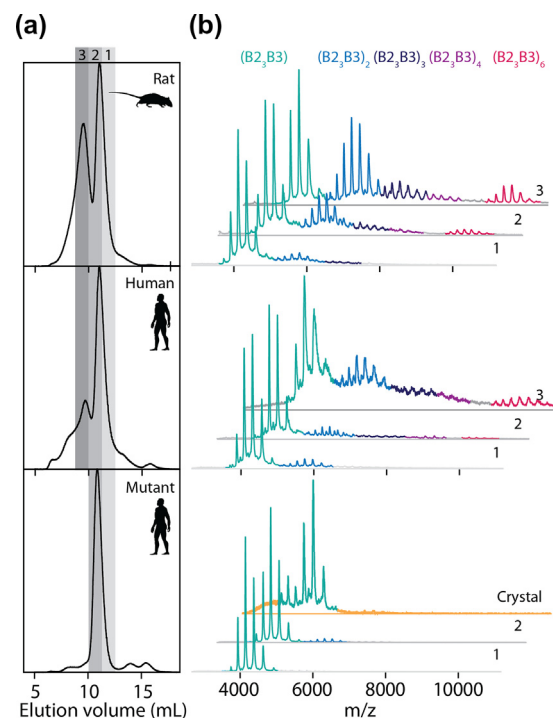 (a)
(b)
3 2 1
Rat
(B2₃B3) (B2₃B3)₂ (B2₃B3)₃ (B2₃B3)₄ (B2₃B3)₆
3
2
1
Human
3
2
1
Mutant
Crystal
2
1
5 10 15
Elution volume (mL)
4000 6000 8000 10000
m/z